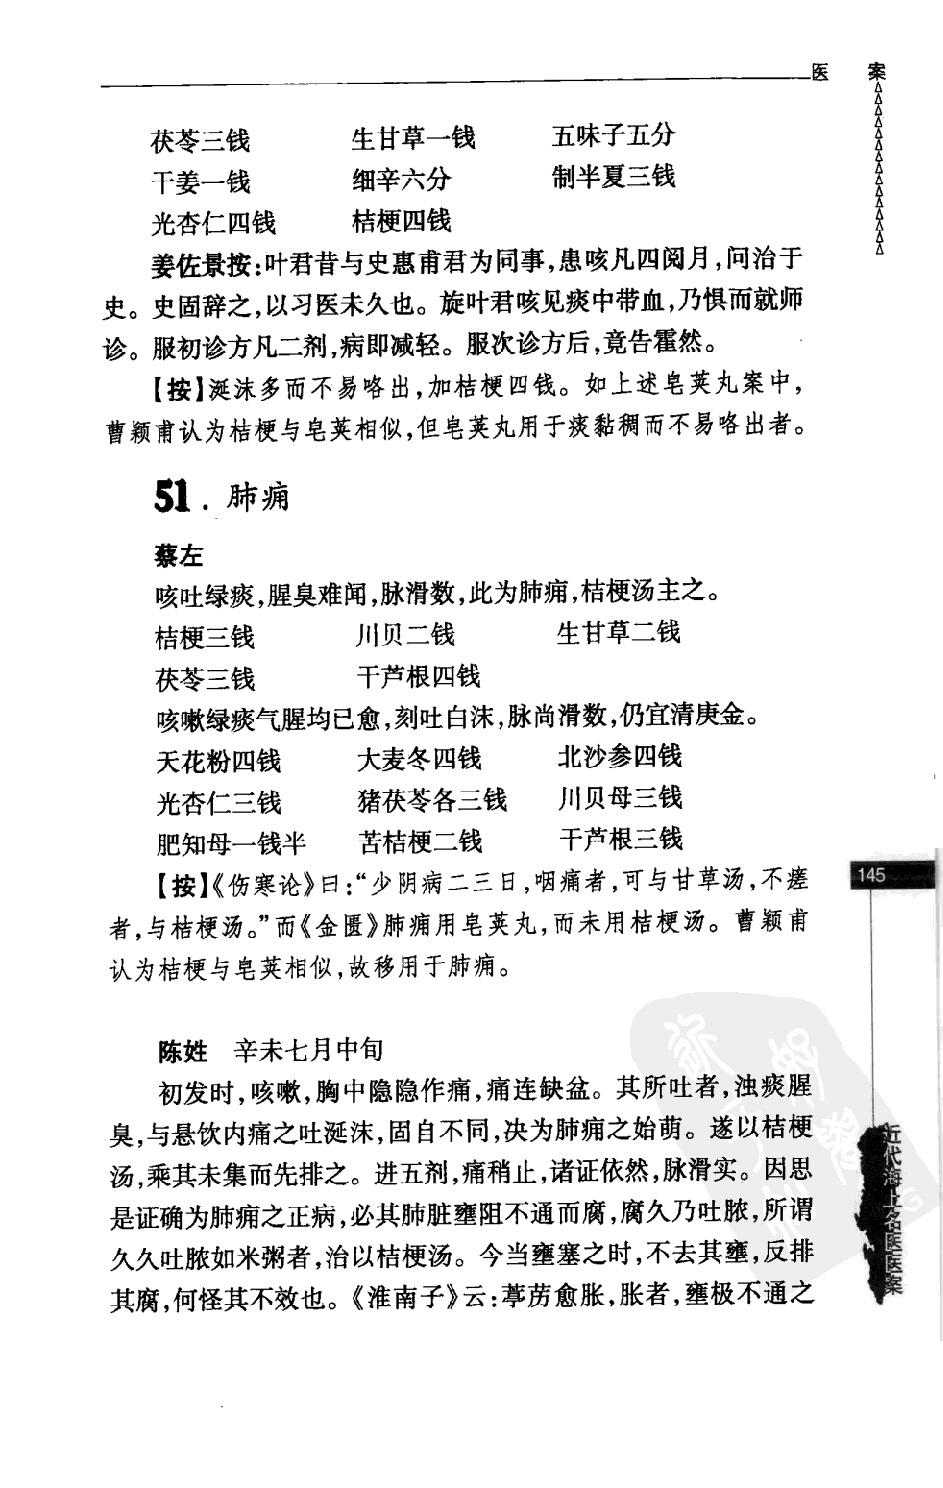 医 案
茯苓三钱 生甘草一钱 五味子五分
干姜一钱 细辛六分 制半夏三钱
光杏仁四钱 桔梗四钱
姜佐景按:叶君昔与史惠甫君为同事,患咳凡四阅月,问治于
史。史固辞之,以习医未久也。旋叶君咳见痰中带血,乃惧而就师
诊。服初诊方凡二剂,病即减轻。服次诊方后,竟告霍然。
【按】涎沫多而不易咯出,加桔梗四钱。如上述皂荚丸案中,
曹颖甫认为桔梗与皂荚相似,但皂荚丸用于痰黏稠而不易咯出者。
51. 肺痈
蔡左
咳吐绿痰,腥臭难闻,脉滑数,此为肺痈,桔梗汤主之。
桔梗三钱 川贝二钱 生甘草二钱
茯苓三钱 干芦根四钱
咳嗽绿痰气腥均已愈,刻吐白沫,脉尚滑数,仍宜清庚金。
天花粉四钱 大麦冬四钱 北沙参四钱
光杏仁三钱 猪茯苓各三钱 川贝母三钱
肥知母一钱半 苦桔梗二钱 干芦根三钱
【按】《伤寒论》曰:“少阴病二三日,咽痛者,可与甘草汤,不瘥
者,与桔梗汤。”而《金匮》肺痈用皂荚丸,而未用桔梗汤。曹颖甫
认为桔梗与皂荚相似,故移用于肺痈。
145
陈姓 辛未七月中旬
初发时,咳嗽,胸中隐隐作痛,痛连缺盆。其所吐者,浊痰腥
臭,与悬饮内痛之吐涎沫,固自不同,决为肺痈之始萌。遂以桔梗
汤,乘其未集而先排之。进五剂,痛稍止,诸证依然,脉滑实。因思
是证确为肺痈之正病,必其肺脏壅阻不通而腐,腐久乃吐脓,所谓
久久吐脓如米粥者,治以桔梗汤。今当壅塞之时,不去其壅,反排
其腐,何怪其不效也。《淮南子》云:葶苈愈胀,胀者,壅极不通之
近代海上名医医案